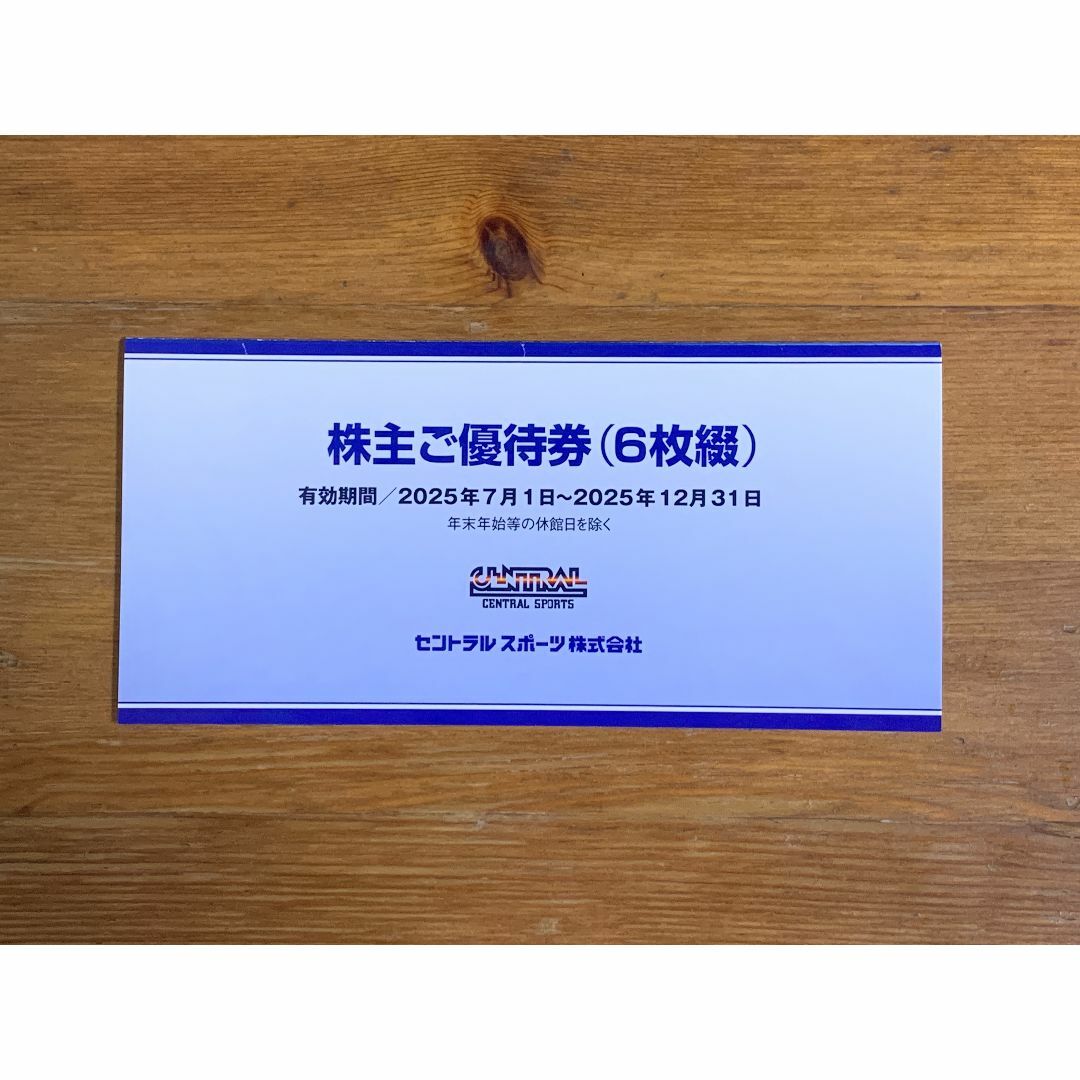 株主ご優待券（6枚綴）
有効期間／2025年7月1日〜2025年12月31日
年末年始等の休館日を除く
CENTRAL
CENTRAL SPORTS
セントラルスポーツ株式会社